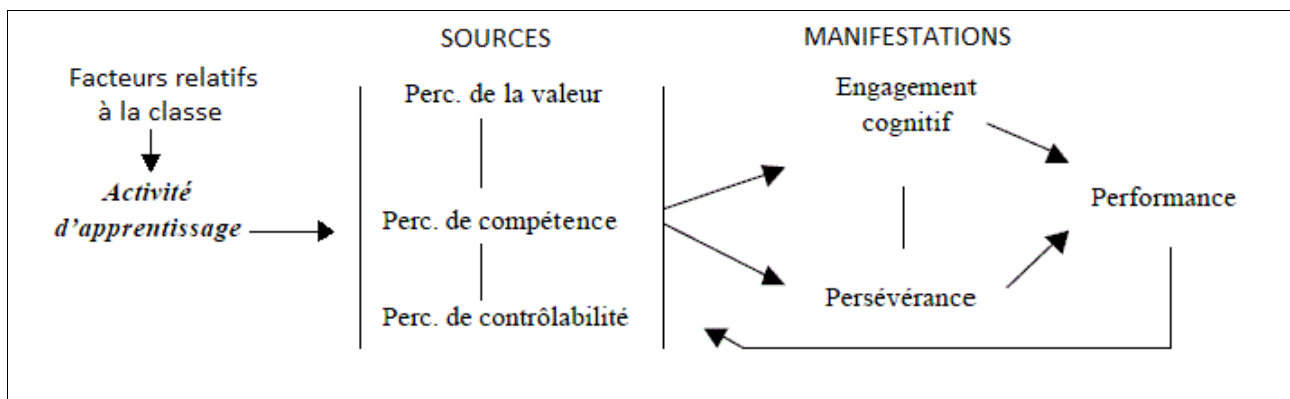 SOURCES
MANIFESTATIONS
Facteurs relatifs
à la classe
Activité
d’apprentissage
Perc. de la valeur
Perc. de compétence
Perc. de contrôlabilité
Engagement
cognitif
Persévérance
Performance